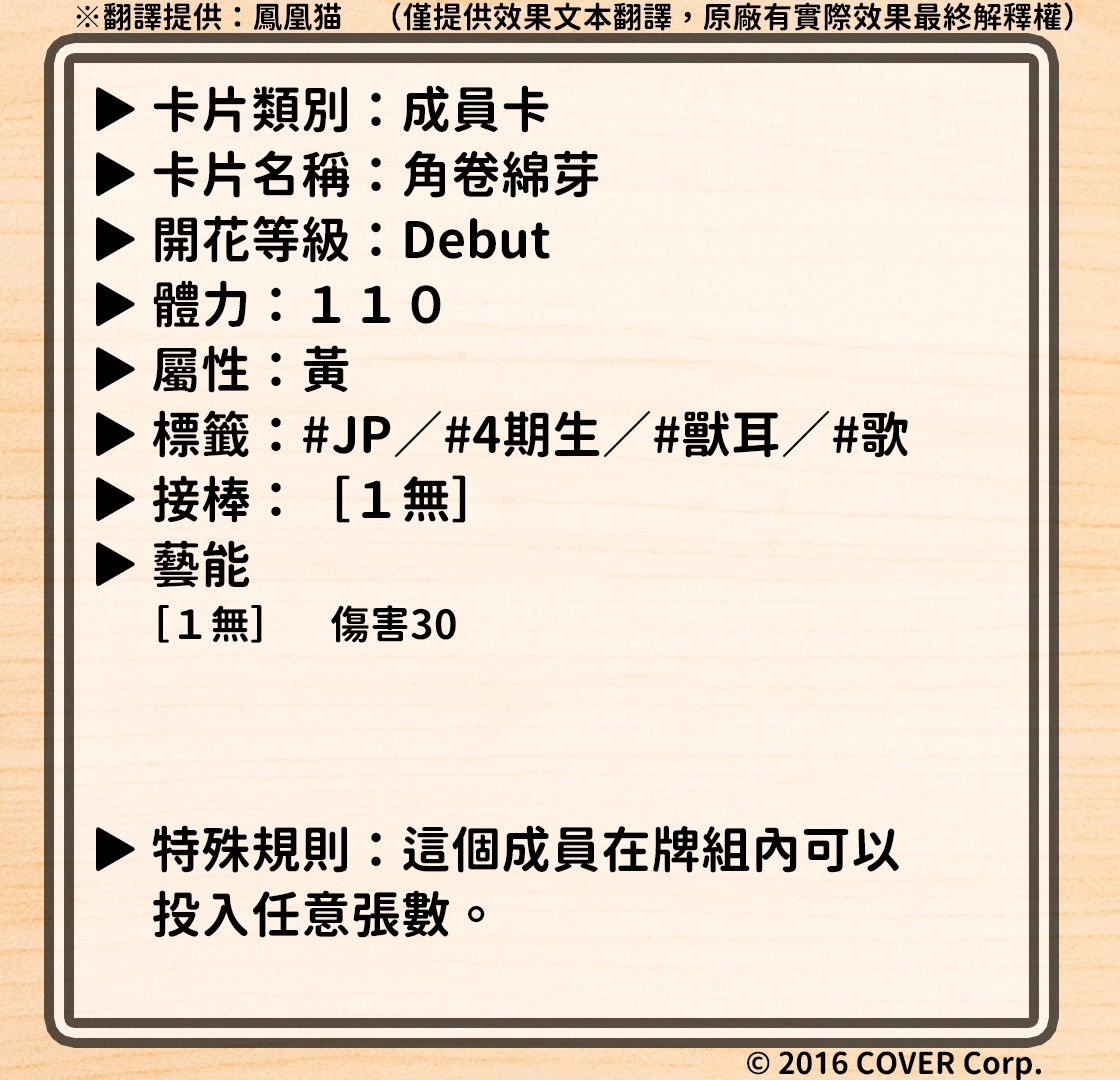 ※翻譯提供：鳳凰猫　（僅提供效果文本翻譯，原廠有實際效果最終解釋權）
▶ 卡片類別：成員卡
▶ 卡片名稱：角卷綿芽
▶ 開花等級：Debut
▶ 體力：１１０
▶ 屬性：黃
▶ 標籤：#JP／#4期生／#獸耳／#歌
▶ 接棒：［１無］
▶ 藝能
［１無］　傷害30
▶ 特殊規則：這個成員在牌組內可以
投入任意張數。
© 2016 COVER Corp.